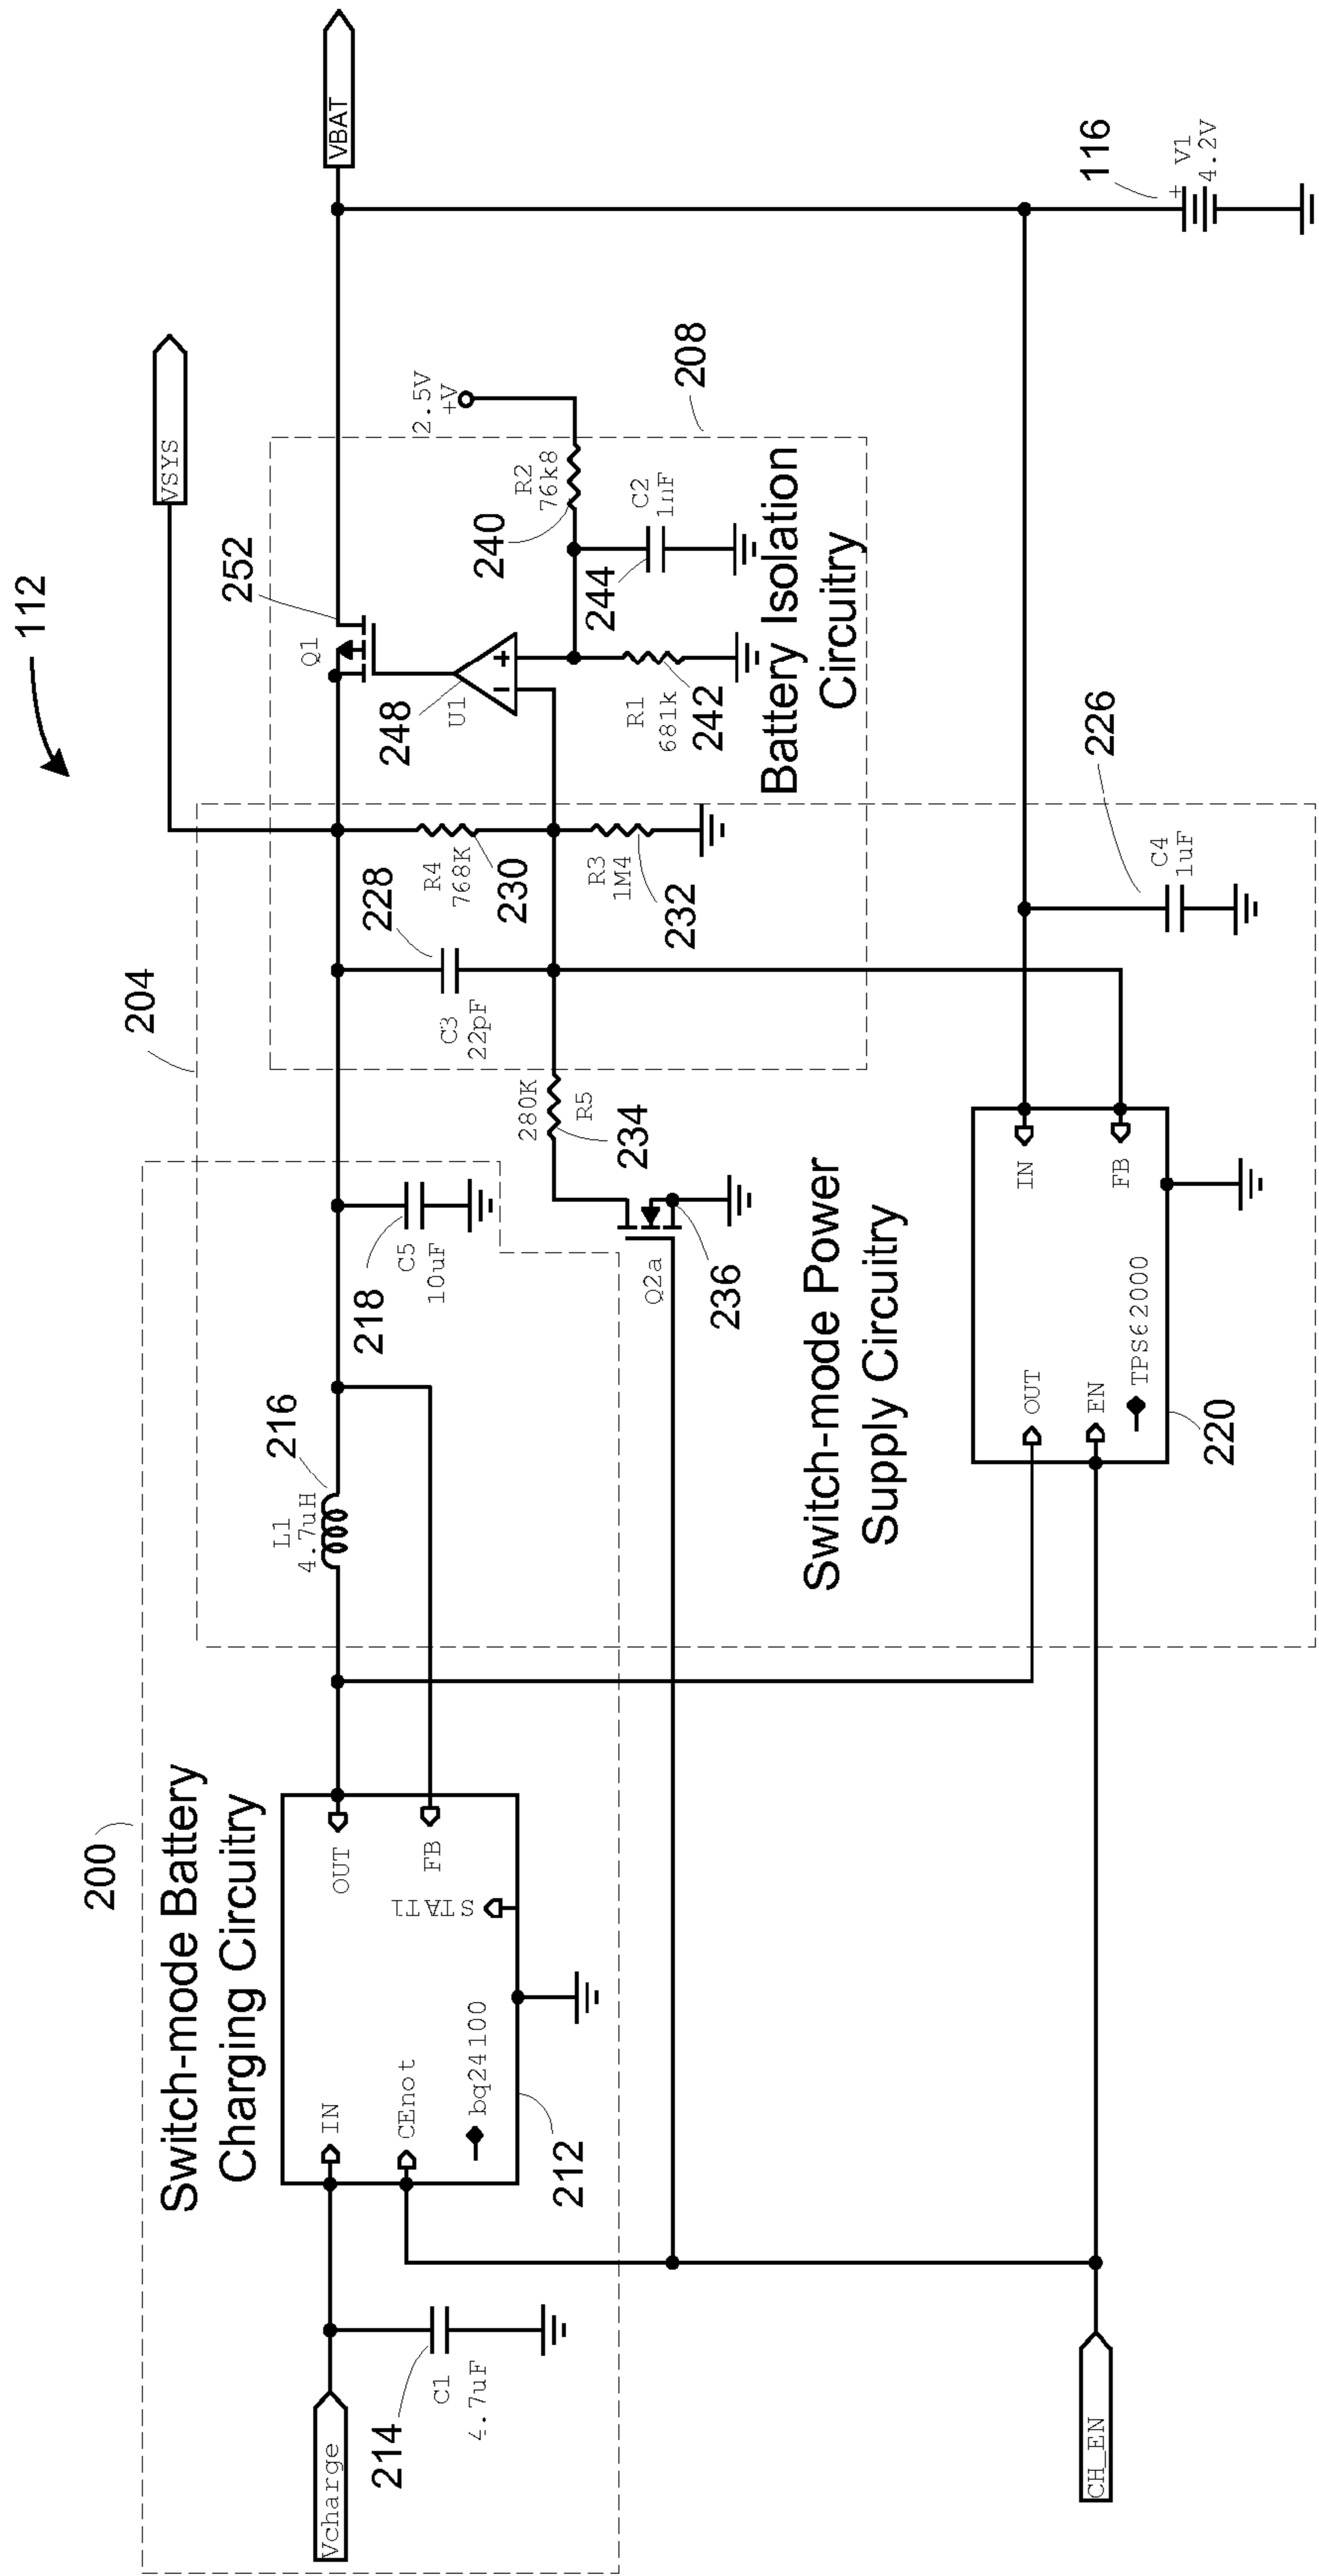 112
200
Switch-mode Battery
Charging Circuitry
Vcharge
214
C1
4.7uF
IN
CEnot
bq24100
OUT
FB
STAT1
212
L1
4.7uH
216
218
C5
10uF
204
228
C3
22pF
R4
768K
230
R3
1M4
232
280K
R5
234
Q2a
236
VSYS
252
Q1
248
U1
2.5V
+V
R2
76k8
240
244
C2
1nF
R1
681k
242
208
Battery Isolation
Circuitry
VBAT
116
+
V1
4.2V
Switch-mode Power
Supply Circuitry
OUT
EN
TPS62000
IN
FB
220
226
C4
1uF
CH_EN